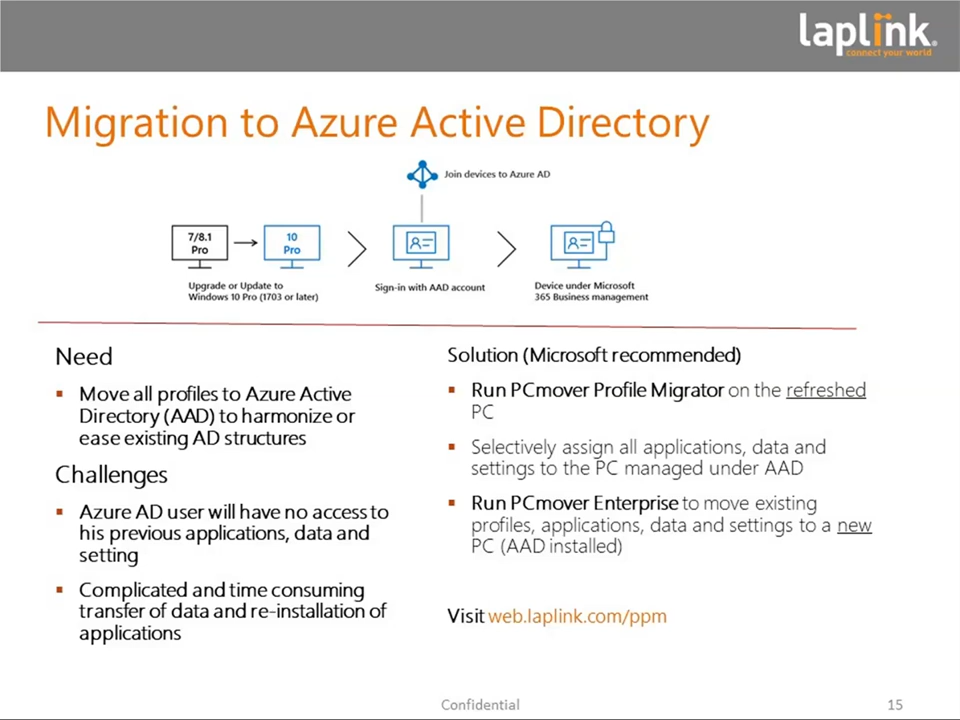 laplink.
connect your world
Migration to Azure Active Directory
Join devices to Azure AD
7/8.1
Pro
10
Pro
Upgrade or Update to
Windows 10 Pro (1703 or later)
Sign-in with AAD account
Device under Microsoft
365 Business management
Need
▪ Move all profiles to Azure Active
Directory (AAD) to harmonize or
ease existing AD structures
Challenges
▪ Azure AD user will have no access to
his previous applications, data and
setting
▪ Complicated and time consuming
transfer of data and re-installation of
applications
Solution (Microsoft recommended)
▪ Run PCmover Profile Migrator on the refreshed
PC
▪ Selectively assign all applications, data and
settings to the PC managed under AAD
▪ Run PCmover Enterprise to move existing
profiles, applications, data and settings to a new
PC (AAD installed)
Visit web.laplink.com/ppm
Confidential
15